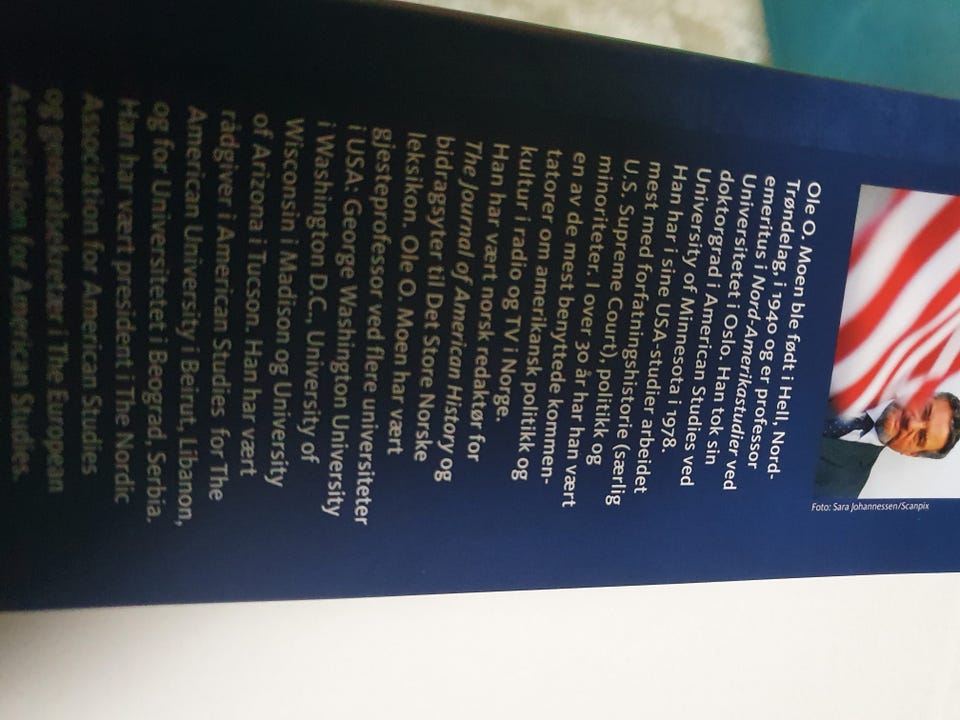 Foto: Sara Johannessen/Scanpix
Ole O. Moen ble født i Hell, Nord-
Trøndelag, i 1940 og er professor
emeritus i Nord-Amerikastudier ved
Universitetet i Oslo. Han tok sin
doktorgrad i American Studies ved
University of Minnesota i 1978.
Han har i sine USA-studier arbeidet
mest med forfatningshistorie (særlig
U.S. Supreme Court), politikk og
minoriteter. I over 30 år har han vært
en av de mest benyttede kommen-
tatorer om amerikansk politikk og
kultur i radio og TV i Norge.
Han har vært norsk redaktør for
The Journal of American History og
bidragsyter til Det Store Norske
leksikon. Ole O. Moen har vært
gjesteprofessor ved flere universiteter
i USA: George Washington University
i Washington D.C., University of
Wisconsin i Madison og University
of Arizona i Tucson. Han har vært
rådgiver i American Studies for The
American University i Beirut, Libanon,
og for Universitetet i Beograd, Serbia.
Han har vært president i The Nordic
Association for American Studies
og generalsekretær i The European
Association for American Studies.